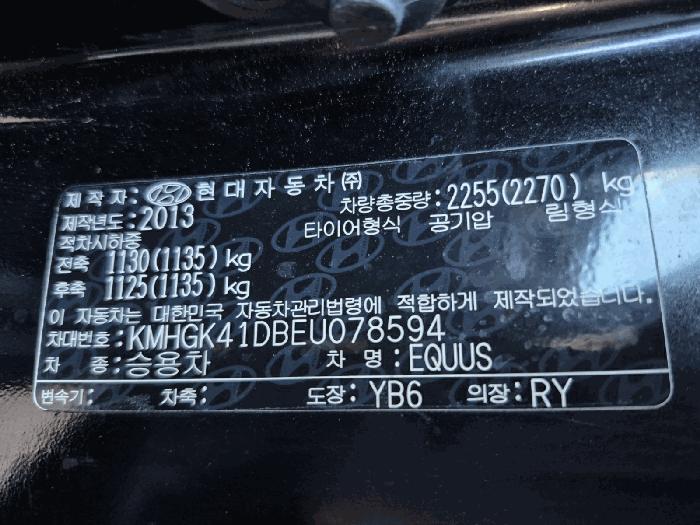 제 작 자 : 현대자동차㈜
제작년도 : 2013 차량총중량 : 2255(2270) kg
적차시하중 타이어형식 공기압 림형식
전축 1130(1135) kg
후축 1125(1135) kg
이 자동차는 대한민국 자동차관리법령에 적합하게 제작되었습니다.
차대번호 : KMHGK41DBEU078594
차 종 : 승용차 차 명 : EQUUS
변속기 : 차축 : 도장 : YB6 의장 : RY